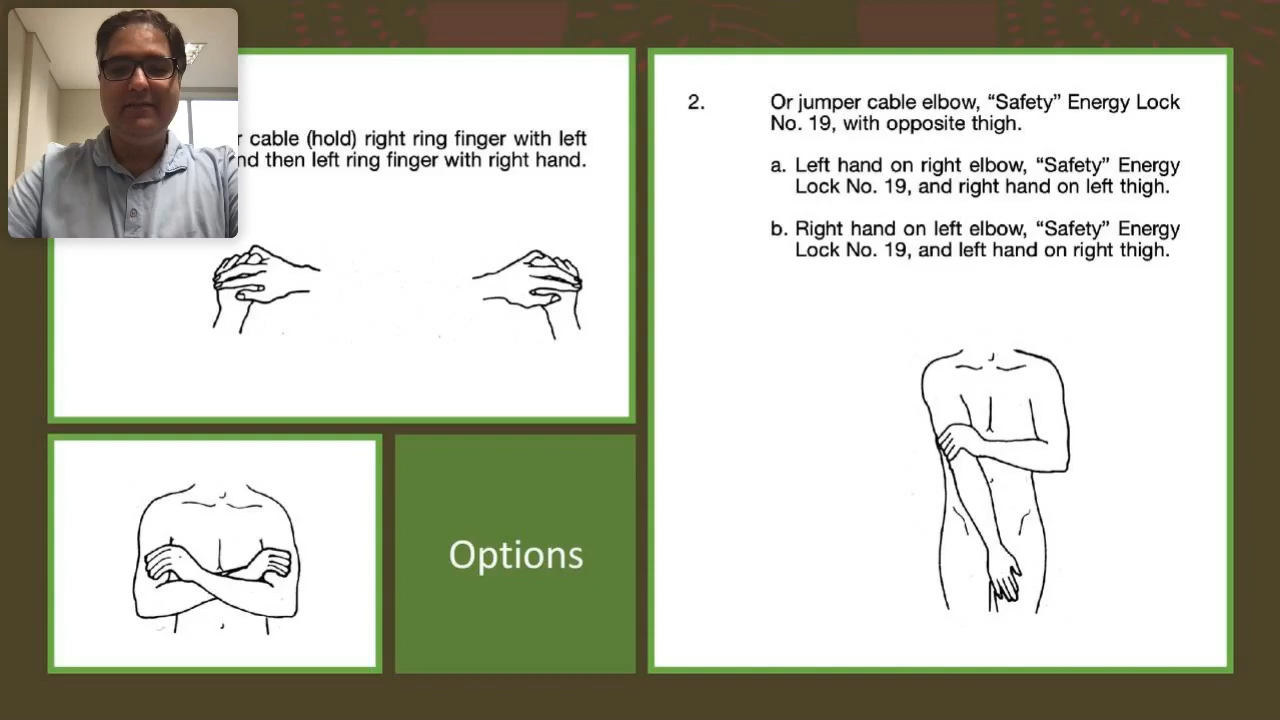 cable (hold) right ring finger with left
then left ring finger with right hand.
2. Or jumper cable elbow, “Safety” Energy Lock
No. 19, with opposite thigh.
a. Left hand on right elbow, “Safety” Energy
Lock No. 19, and right hand on left thigh.
b. Right hand on left elbow, “Safety” Energy
Lock No. 19, and left hand on right thigh.
Options